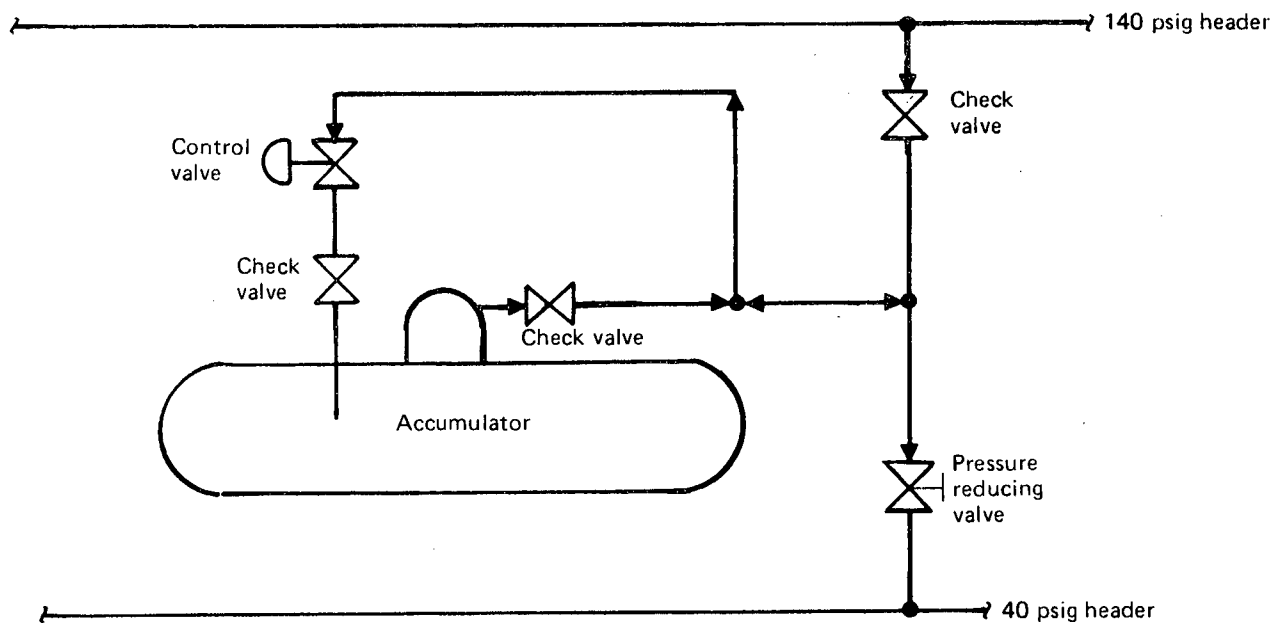 140 psig header
Check
valve
Control
valve
Check
valve
Check valve
Accumulator
Pressure
reducing
valve
40 psig header